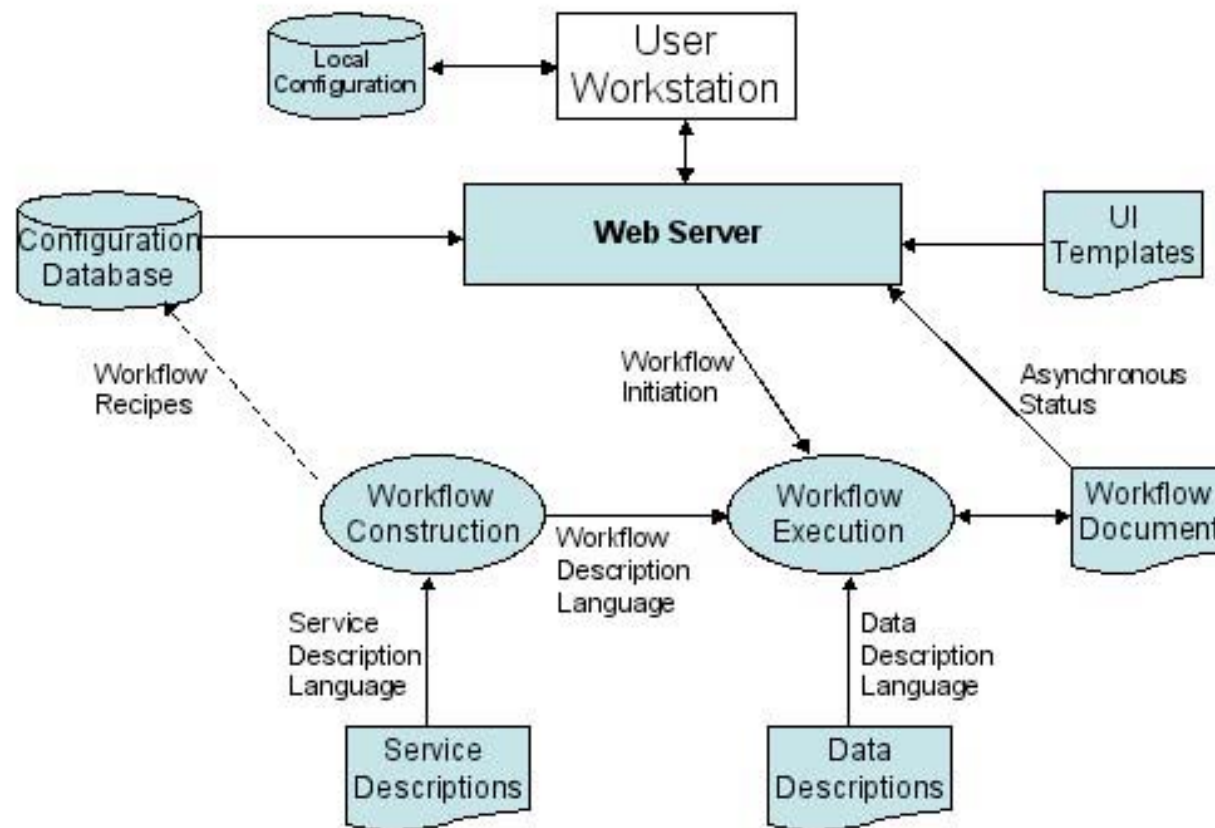 Local
Configuration
User
Workstation
Configuration
Database
Web Server
UI
Templates
Workflow
Recipes
Workflow
Initiation
Asynchronous
Status
Workflow
Construction
Workflow
Description
Language
Workflow
Execution
Workflow
Document
Service
Description
Language
Data
Description
Language
Service
Descriptions
Data
Descriptions